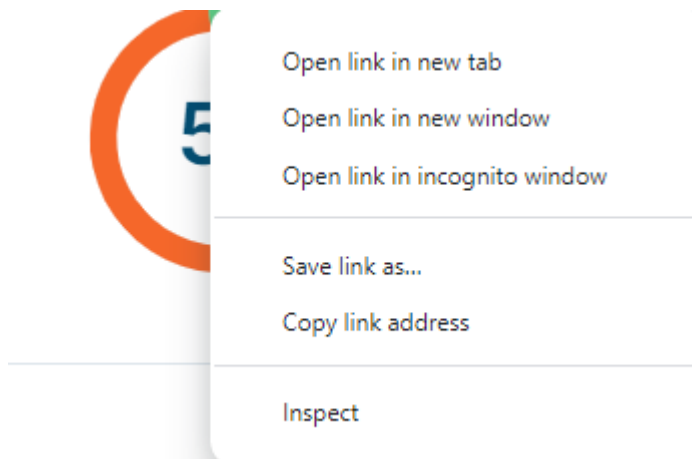 5
Open link in new tab
Open link in new window
Open link in incognito window
Save link as...
Copy link address
Inspect